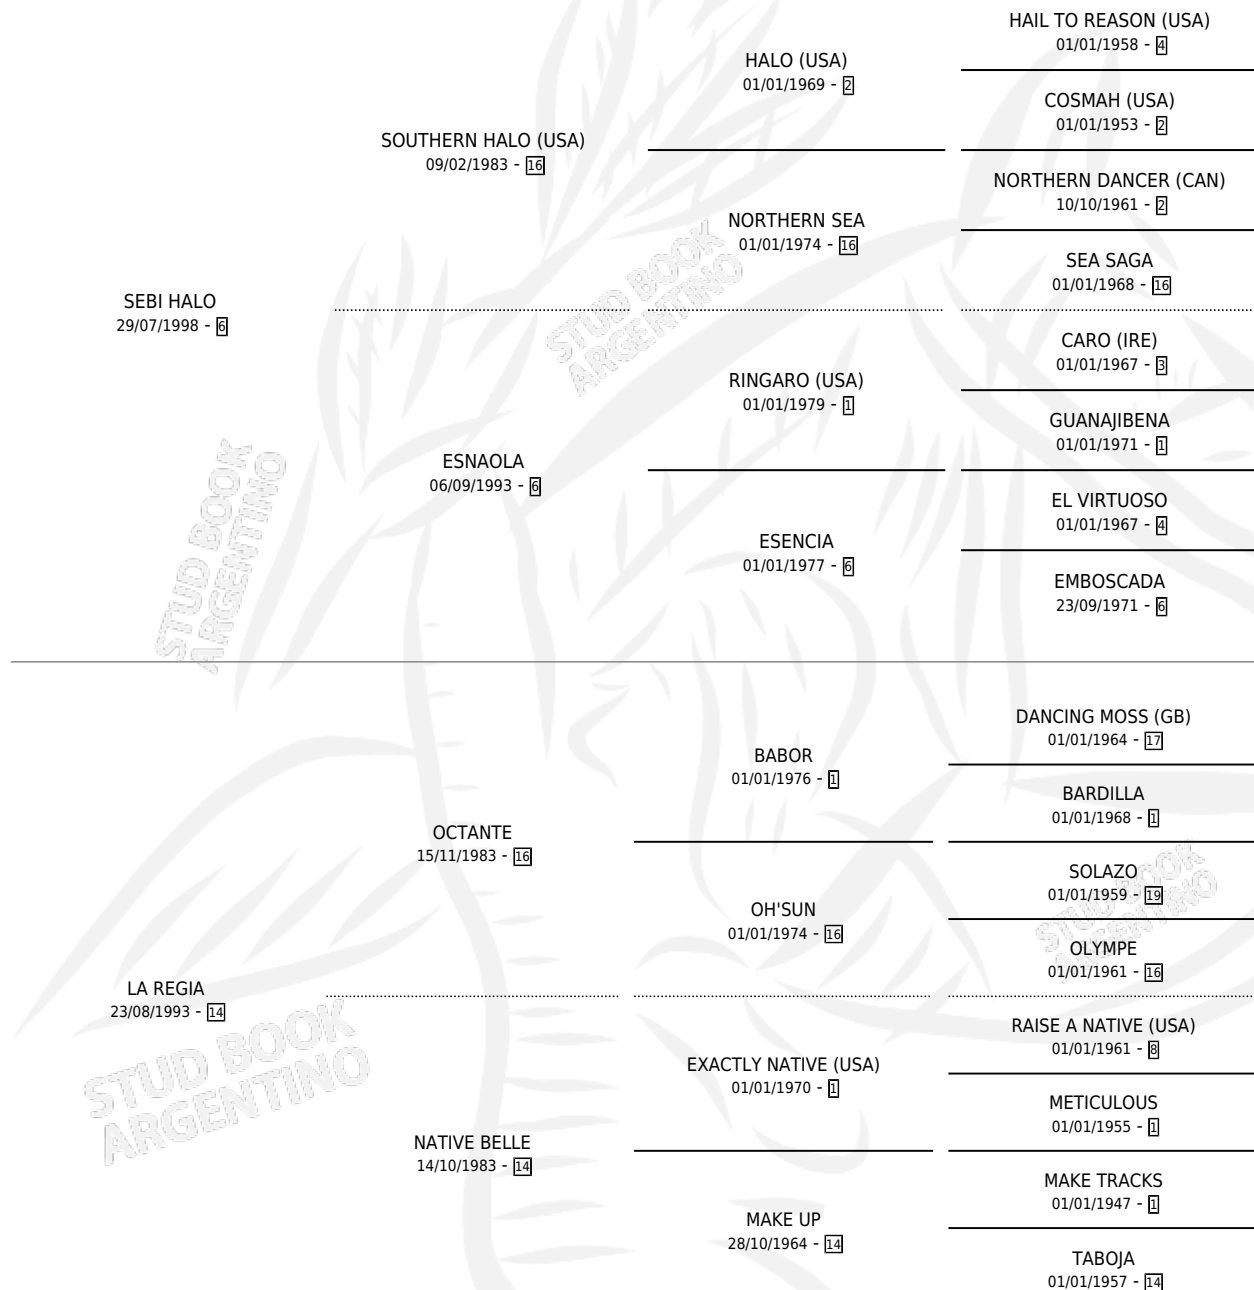 HAIL TO REASON (USA)
01/01/1958 - 4
HALO (USA)
01/01/1969 - 2
COSMAH (USA)
01/01/1953 - 2
SOUTHERN HALO (USA)
09/02/1983 - 16
NORTHERN DANCER (CAN)
10/10/1961 - 2
NORTHERN SEA
01/01/1974 - 16
SEA SAGA
01/01/1968 - 16
SEBI HALO
29/07/1998 - 6
CARO (IRE)
01/01/1967 - 3
RINGARO (USA)
01/01/1979 - 1
GUANAJIBENA
01/01/1971 - 1
ESNAOLA
06/09/1993 - 6
EL VIRTUOSO
01/01/1967 - 4
ESENCIA
01/01/1977 - 6
EMBOSCADA
23/09/1971 - 6
STUD BOOK
ARGENTINO
STUD BOOK
ARGENTINO
DANCING MOSS (GB)
01/01/1964 - 17
BABOR
01/01/1976 - 1
BARDILLA
01/01/1968 - 1
OCTANTE
15/11/1983 - 16
SOLAZO
01/01/1959 - 19
OH'SUN
01/01/1974 - 16
OLYMPE
01/01/1961 - 16
LA REGIA
23/08/1993 - 14
RAISE A NATIVE (USA)
01/01/1961 - 8
EXACTLY NATIVE (USA)
01/01/1970 - 1
METICULOUS
01/01/1955 - 1
NATIVE BELLE
14/10/1983 - 14
MAKE TRACKS
01/01/1947 - 1
MAKE UP
28/10/1964 - 14
TABOJA
01/01/1957 - 14
STUD BOOK
ARGENTINO
STUD BOOK
ARGENTINO